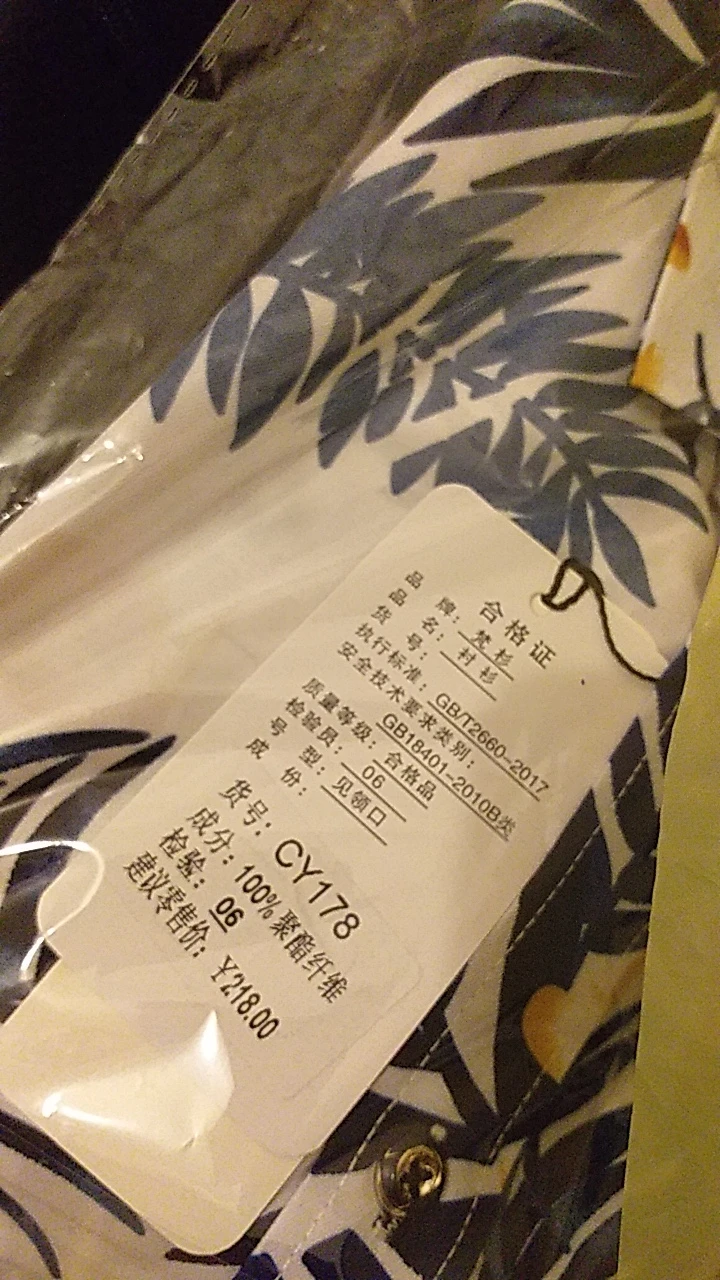 合格证
品 牌：梵杉
品 名：衬衫
货 号：
执行标准：GB/T2660-2017
安全技术要求类别：
GB18401-2010B类
质量等级：合格品
检验员：06
号 型：见领口
成 份：
货号：CY178
成分：100%聚酯纤维
检验：06
建议零售价：¥218.00